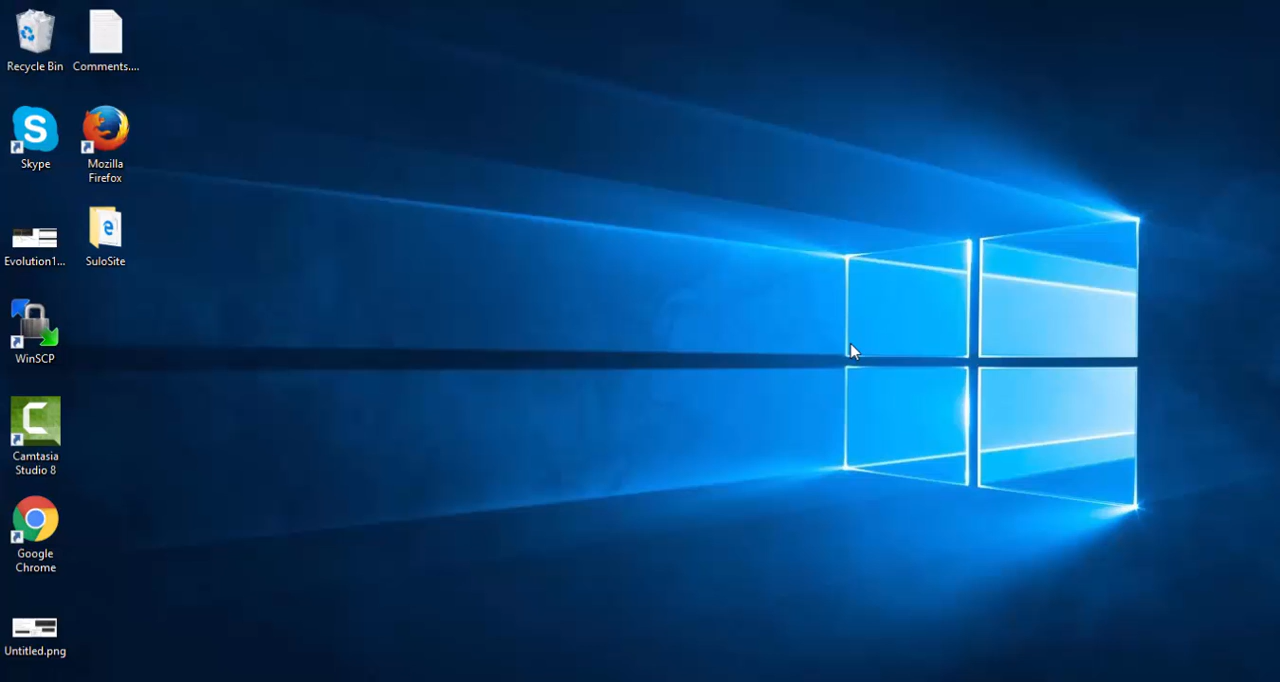 Recycle Bin
Comments....
Skype
Mozilla
Firefox
Evolution1...
SuloSite
WinSCP
Camtasia
Studio 8
Google
Chrome
Untitled.png